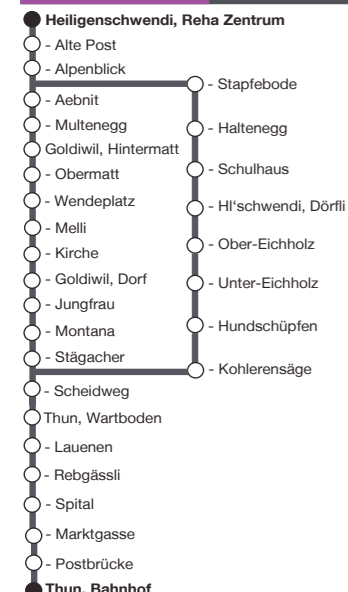 Heiligenschwendi, Reha Zentrum
- Alte Post
- Alpenblick
- Aebnit
- Multenegg
Goldiwil, Hintermatt
- Obermatt
- Wendeplatz
- Melli
- Kirche
- Goldiwil, Dorf
- Jungfrau
- Montana
- Stägacher
- Stapfebode
- Haltenegg
- Schulhaus
- Hl'schwendi, Dörfli
- Ober-Eichholz
- Unter-Eichholz
- Hundschüpfen
- Kohlerensäge
- Scheidweg
Thun, Wartboden
- Lauenen
- Rebgässli
- Spital
- Marktgasse
- Postbrücke
Thun, Bahnhof